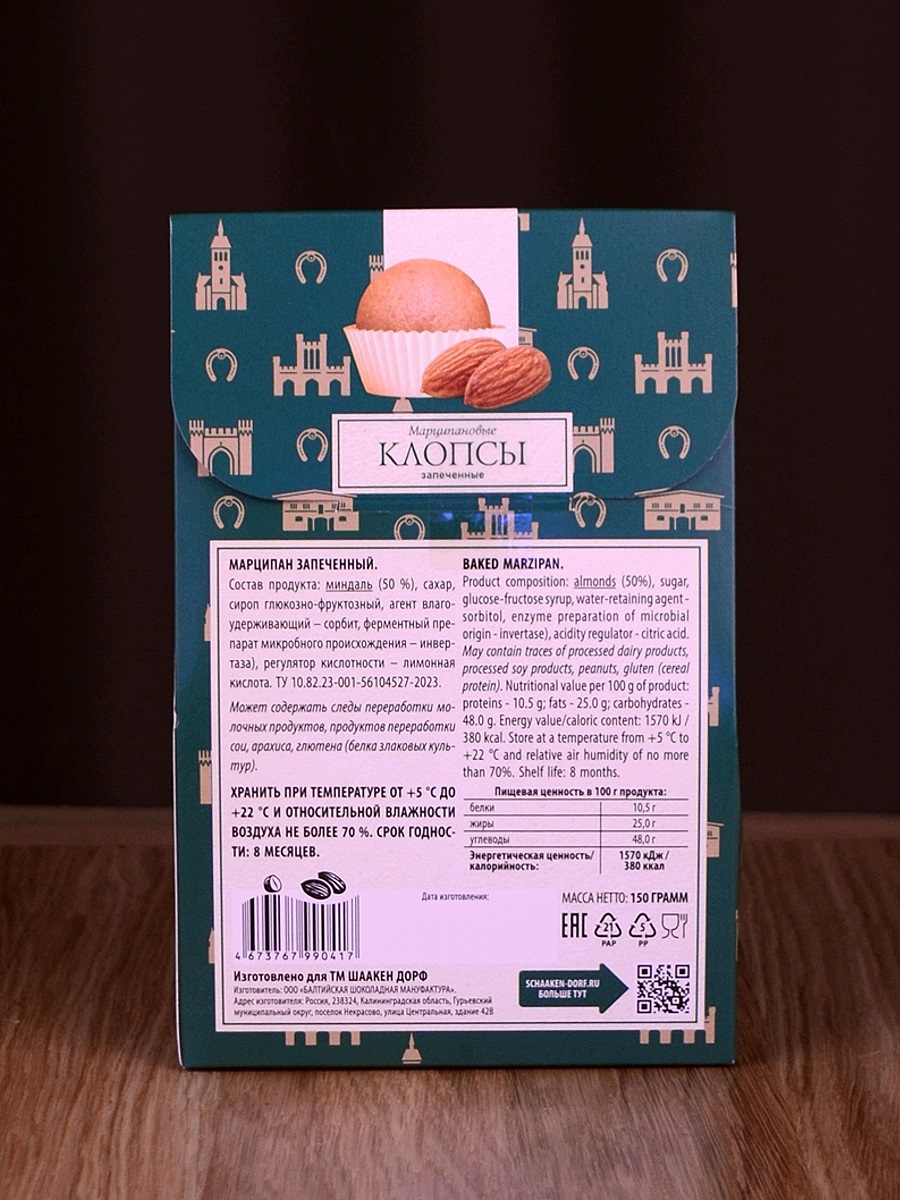 Марципановые
КЛОПСЫ
запеченные
МАРЦИПАН ЗАПЕЧЕННЫЙ.
Состав продукта: миндаль (50 %), сахар,
сироп глюкозно-фруктозный, агент влаго-
удерживающий – сорбит, ферментный пре-
парат микробного происхождения – инвер-
таза), регулятор кислотности – лимонная
кислота. ТУ 10.82.23-001-56104527-2023.
Может содержать следы переработки мо-
лочных продуктов, продуктов переработки
сои, арахиса, глютена (белка злаковых куль-
тур).
ХРАНИТЬ ПРИ ТЕМПЕРАТУРЕ ОТ +5 °С ДО
+22 °С И ОТНОСИТЕЛЬНОЙ ВЛАЖНОСТИ
ВОЗДУХА НЕ БОЛЕЕ 70 %. СРОК ГОДНОС-
ТИ: 8 МЕСЯЦЕВ.
BAKED MARZIPAN.
Product composition: almonds (50%), sugar,
glucose-fructose syrup, water-retaining agent -
sorbitol, enzyme preparation of microbial
origin - invertase), acidity regulator - citric acid.
May contain traces of processed dairy products,
processed soy products, peanuts, gluten (cereal
protein). Nutritional value per 100 g of product:
proteins - 10.5 g; fats - 25.0 g; carbohydrates -
48.0 g. Energy value/caloric content: 1570 kJ /
380 kcal. Store at a temperature from +5 °C to
+22 °C and relative air humidity of no more
than 70%. Shelf life: 8 months.
Пищевая ценность в 100 г продукта:
белки 10,5 г
жиры 25,0 г
углеводы 48,0 г
Энергетическая ценность/ 1570 кДж /
калорийность: 380 ккал
Дата изготовления:
МАССА НЕТТО: 150 ГРАММ
EAC 21 5
PAP PP
4 673767 990417
Изготовлено для ТМ ШААКЕН ДОРФ
Изготовитель: ООО «БАЛТИЙСКАЯ ШОКОЛАДНАЯ МАНУФАКТУРА».
Адрес изготовителя: Россия, 238324, Калининградская область, Гурьевский
муниципальный округ, поселок Некрасово, улица Центральная, здание 42В
SCHAAKEN-DORF.RU
БОЛЬШЕ ТУТ